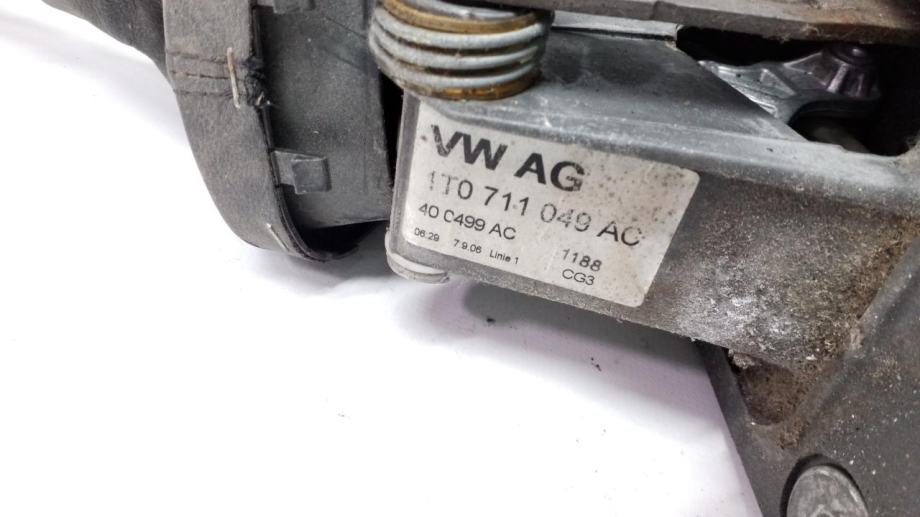 VW AG
1T0 711 049 AC
40 0499 AC
1188
06:29 7.9.06 Linie 1
CG3